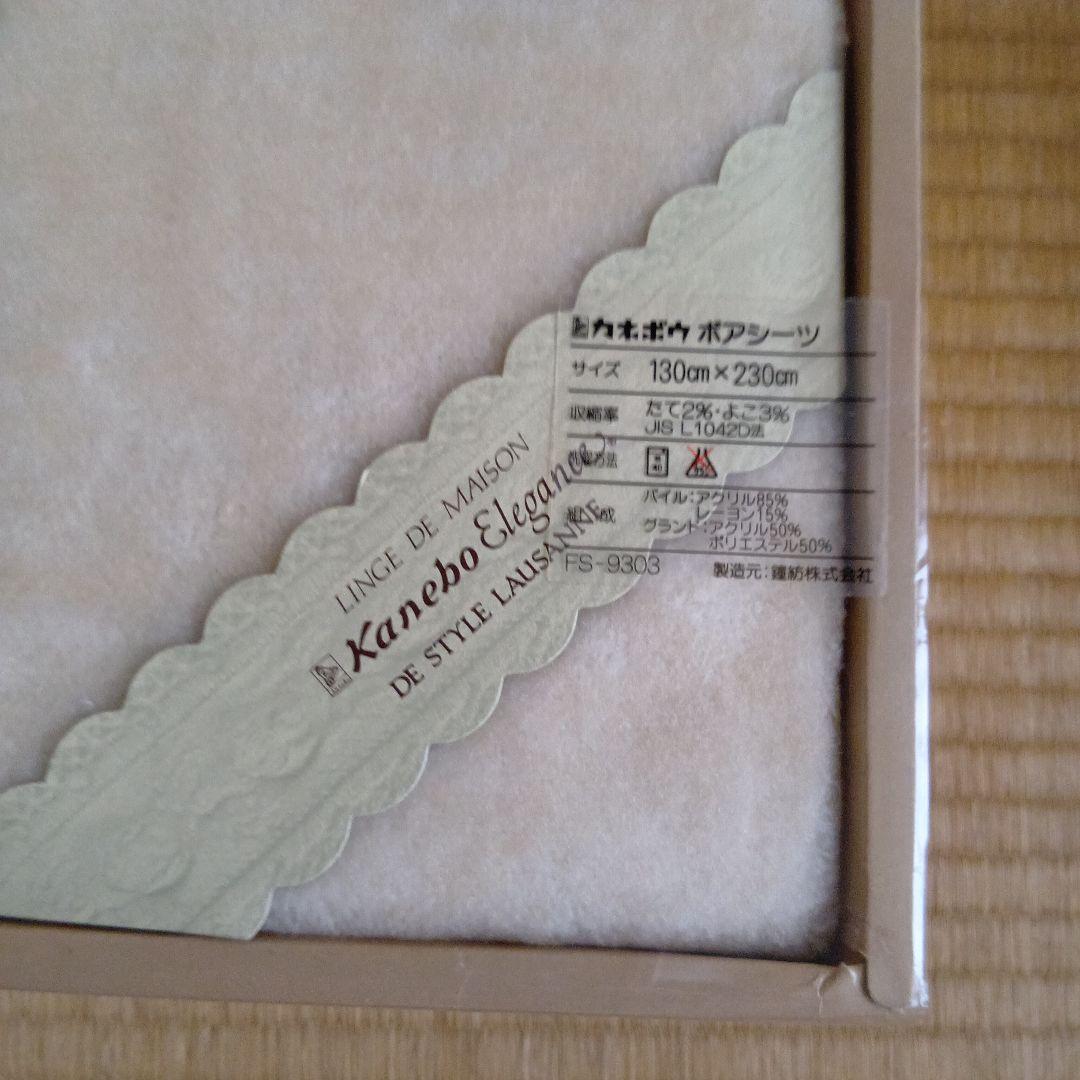 LINGE DE MAISON
Kanebo Elegance
DE STYLE LAUSANNE
カネボウ ボアシーツ
サイズ 130cm×230cm
収縮率 たて2%・よこ3%
JIS L1042D法
パイル:アクリル85%
レーヨン15%
グランド:アクリル50%
ポリエステル50%
FS-9303 製造元:鐘紡株式会社